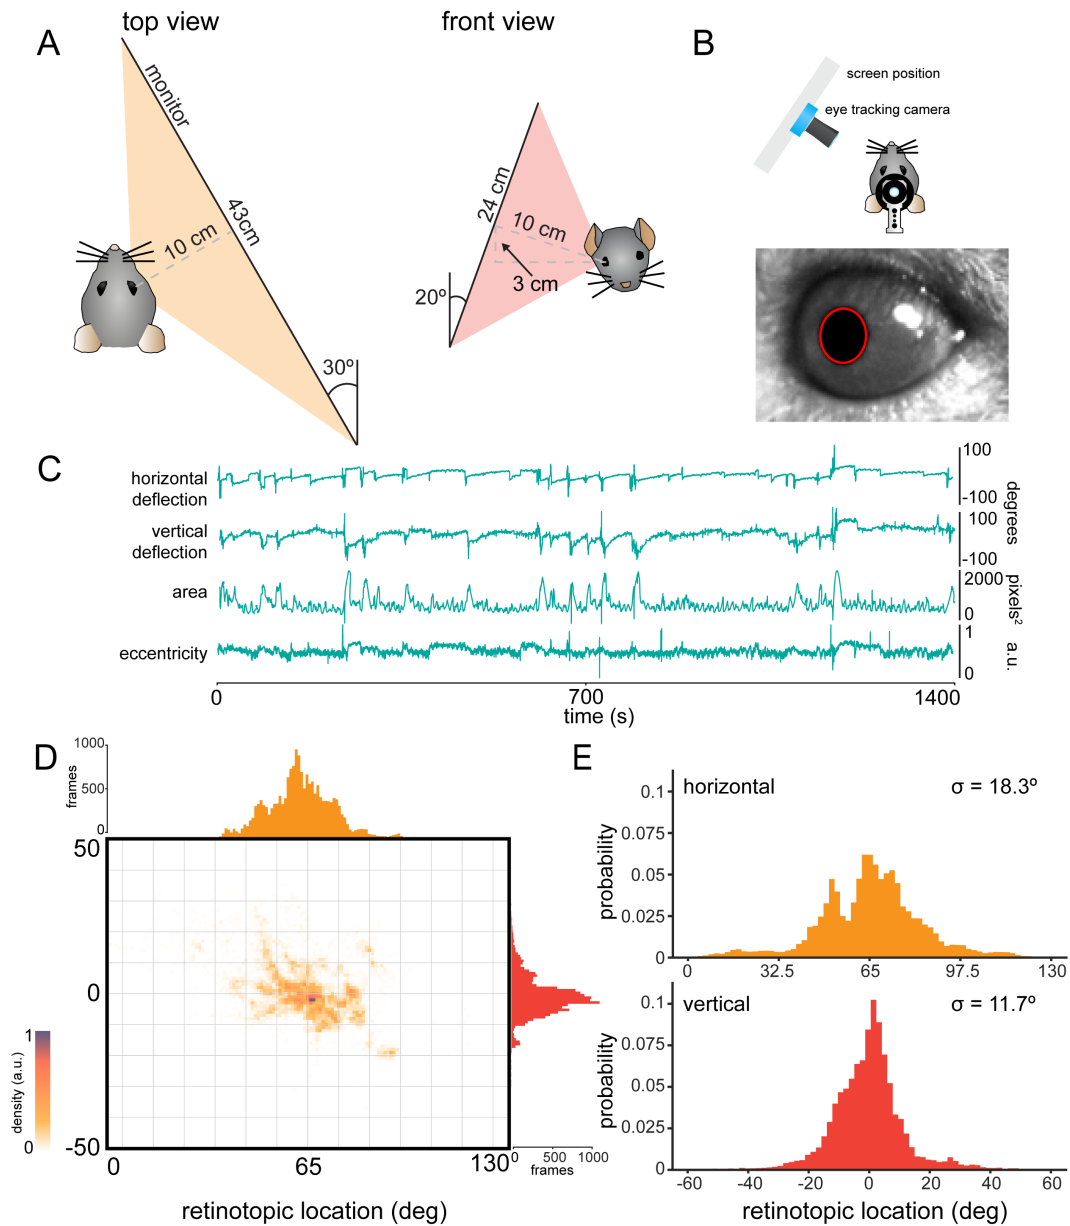 A
top view
front view
monitor
43cm
10 cm
30º
24 cm
10 cm
3 cm
20º
B
screen position
eye tracking camera
C
horizontal
deflection
100
-100
vertical
deflection
100
-100
degrees
area
2000
0
pixels²
eccentricity
1
0
a.u.
0
700
1400
time (s)
D
1000
500
0
frames
50
0
-50
1
0
density (a.u.)
0
65
130
retinotopic location (deg)
0
500
1000
frames
E
horizontal
σ = 18.3º
0.1
0.075
0.05
0.025
0
probability
0
32.5
65
97.5
130
vertical
σ = 11.7º
0.1
0.075
0.05
0.025
0
probability
-60
-40
-20
0
20
40
60
retinotopic location (deg)